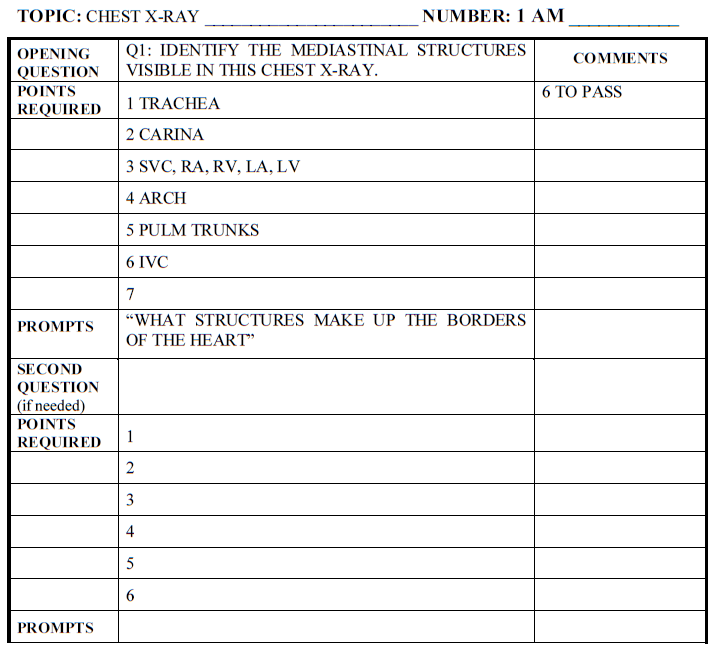 TOPIC: CHEST X-RAY _______________________ NUMBER: 1 AM ____________
OPENING QUESTION
Q1: IDENTIFY THE MEDIASTINAL STRUCTURES
VISIBLE IN THIS CHEST X-RAY.
COMMENTS
POINTS REQUIRED
1 TRACHEA
6 TO PASS
2 CARINA
3 SVC, RA, RV, LA, LV
4 ARCH
5 PULM TRUNKS
6 IVC
7
PROMPTS
“WHAT STRUCTURES MAKE UP THE BORDERS
OF THE HEART”
SECOND
QUESTION
(if needed)
POINTS
REQUIRED
1
2
3
4
5
6
PROMPTS